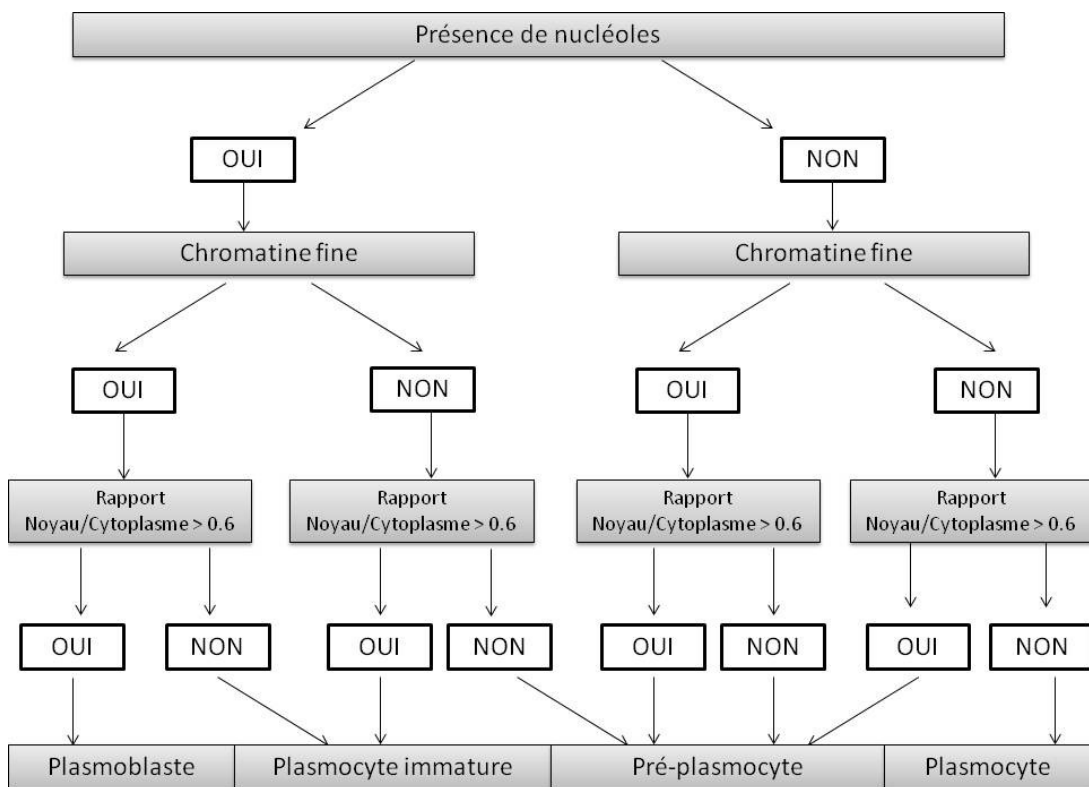 Présence de nucléoles
OUI
NON
Chromatine fine
Chromatine fine
OUI
NON
OUI
NON
Rapport
Noyau/Cytoplasme > 0.6
Rapport
Noyau/Cytoplasme > 0.6
Rapport
Noyau/Cytoplasme > 0.6
Rapport
Noyau/Cytoplasme > 0.6
OUI
NON
OUI
NON
OUI
NON
OUI
NON
Plasmoblaste
Plasmocyte immature
Pré-plasmocyte
Plasmocyte